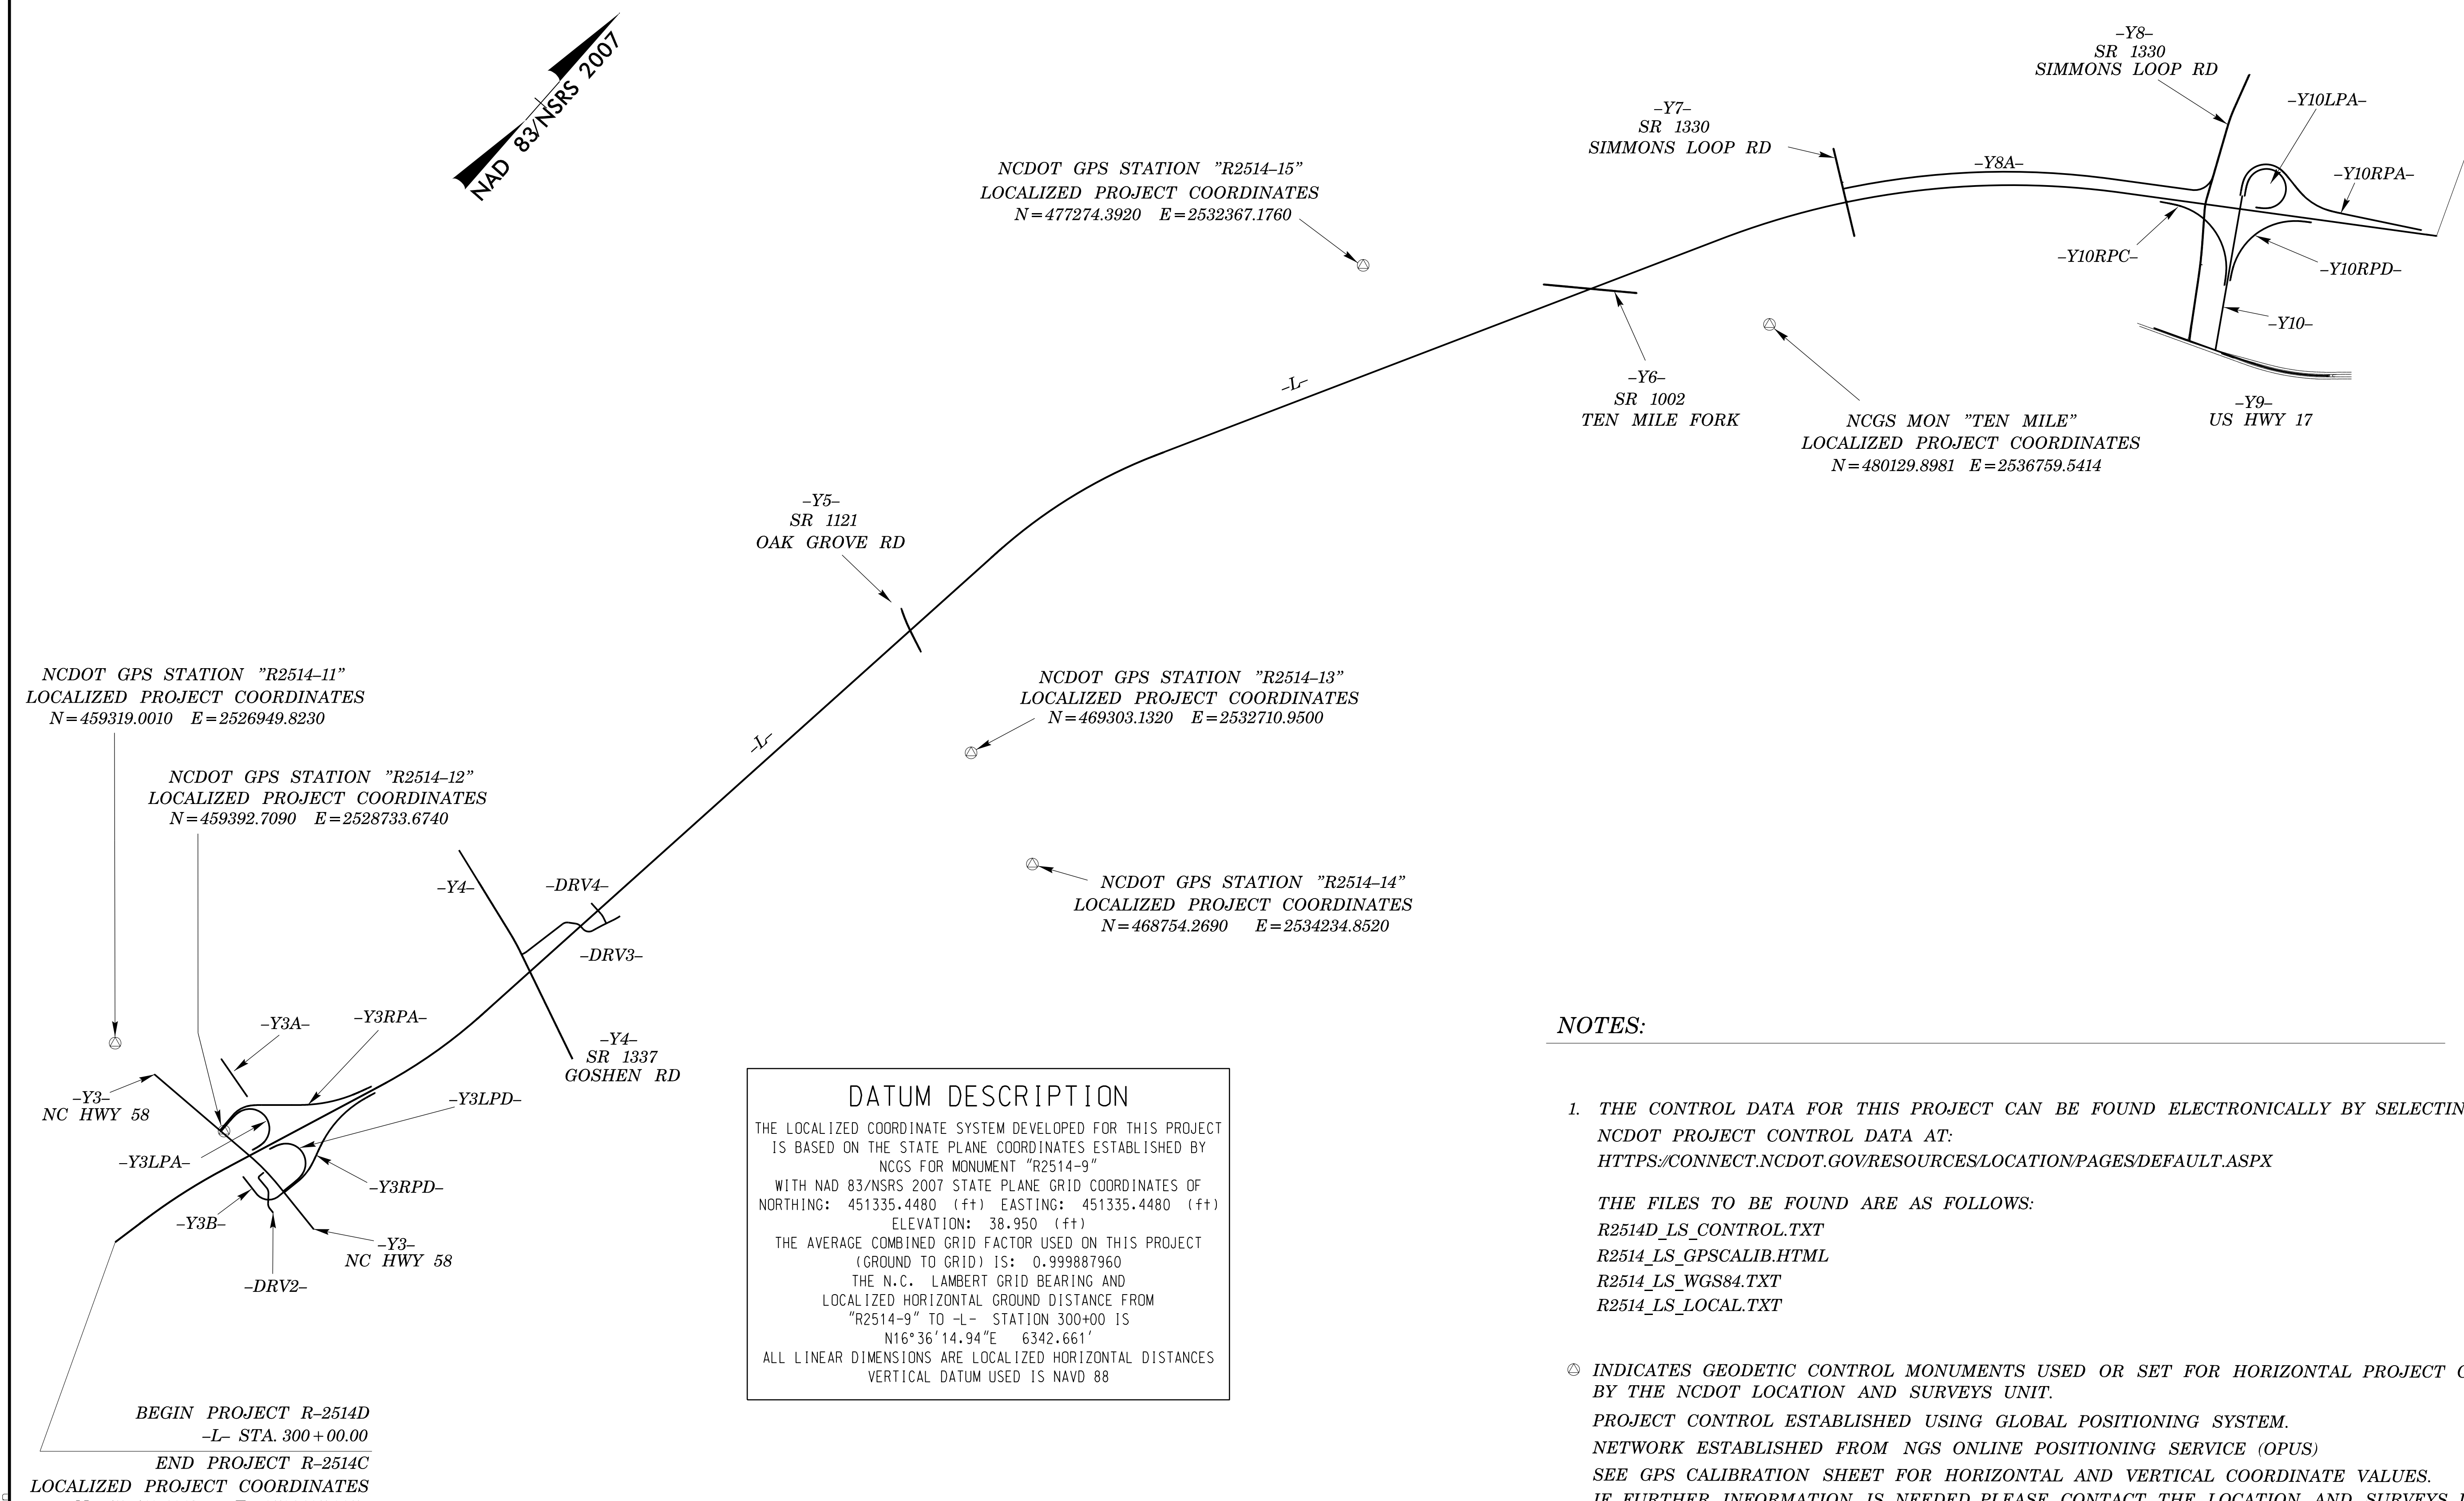 NAD 83/NSRS 2007
-Y8-
SR 1330
SIMMONS LOOP RD
-Y10LPA-
-Y7-
SR 1330
SIMMONS LOOP RD
-Y8A-
-Y10RPA-
NCDOT GPS STATION "R2514-15"
LOCALIZED PROJECT COORDINATES
N=477274.3920 E=2532367.1760
-Y10RPC-
-Y10RPD-
-Y10-
-L-
-Y6-
SR 1002
TEN MILE FORK
-Y9-
US HWY 17
NCGS MON "TEN MILE"
LOCALIZED PROJECT COORDINATES
N=480129.8981 E=2536759.5414
-Y5-
SR 1121
OAK GROVE RD
NCDOT GPS STATION "R2514-11"
LOCALIZED PROJECT COORDINATES
N=459319.0010 E=2526949.8230
NCDOT GPS STATION "R2514-13"
LOCALIZED PROJECT COORDINATES
N=469303.1320 E=2532710.9500
-L-
NCDOT GPS STATION "R2514-12"
LOCALIZED PROJECT COORDINATES
N=459392.7090 E=2528733.6740
-Y4-
-DRV4-
-DRV3-
NCDOT GPS STATION "R2514-14"
LOCALIZED PROJECT COORDINATES
N=468754.2690 E=2534234.8520
-Y3A-
-Y3RPA-
-Y4-
SR 1337
GOSHEN RD
-Y3-
NC HWY 58
-Y3LPD-
-Y3LPA-
-Y3RPD-
-Y3B-
-Y3-
NC HWY 58
-DRV2-
DATUM DESCRIPTION
THE LOCALIZED COORDINATE SYSTEM DEVELOPED FOR THIS PROJECT
IS BASED ON THE STATE PLANE COORDINATES ESTABLISHED BY
NCGS FOR MONUMENT "R2514-9"
WITH NAD 83/NSRS 2007 STATE PLANE GRID COORDINATES OF
NORTHING: 451335.4480 (ft) EASTING: 451335.4480 (ft)
ELEVATION: 38.950 (ft)
THE AVERAGE COMBINED GRID FACTOR USED ON THIS PROJECT
(GROUND TO GRID) IS: 0.999887960
THE N.C. LAMBERT GRID BEARING AND
LOCALIZED HORIZONTAL GROUND DISTANCE FROM
"R2514-9" TO -L- STATION 300+00 IS
N16°36'14.94"E 6342.661'
ALL LINEAR DIMENSIONS ARE LOCALIZED HORIZONTAL DISTANCES
VERTICAL DATUM USED IS NAVD 88
BEGIN PROJECT R-2514D
-L- STA. 300+00.00
END PROJECT R-2514C
LOCALIZED PROJECT COORDINATES
NOTES:
1. THE CONTROL DATA FOR THIS PROJECT CAN BE FOUND ELECTRONICALLY BY SELECTIN
NCDOT PROJECT CONTROL DATA AT:
HTTPS://CONNECT.NCDOT.GOV/RESOURCES/LOCATION/PAGES/DEFAULT.ASPX
THE FILES TO BE FOUND ARE AS FOLLOWS:
R2514D_LS_CONTROL.TXT
R2514_LS_GPSCALIB.HTML
R2514_LS_WGS84.TXT
R2514_LS_LOCAL.TXT
INDICATES GEODETIC CONTROL MONUMENTS USED OR SET FOR HORIZONTAL PROJECT
BY THE NCDOT LOCATION AND SURVEYS UNIT.
PROJECT CONTROL ESTABLISHED USING GLOBAL POSITIONING SYSTEM.
NETWORK ESTABLISHED FROM NGS ONLINE POSITIONING SERVICE (OPUS)
SEE GPS CALIBRATION SHEET FOR HORIZONTAL AND VERTICAL COORDINATE VALUES.
IF FURTHER INFORMATION IS NEEDED PLEASE CONTACT THE LOCATION AND SURVEYS